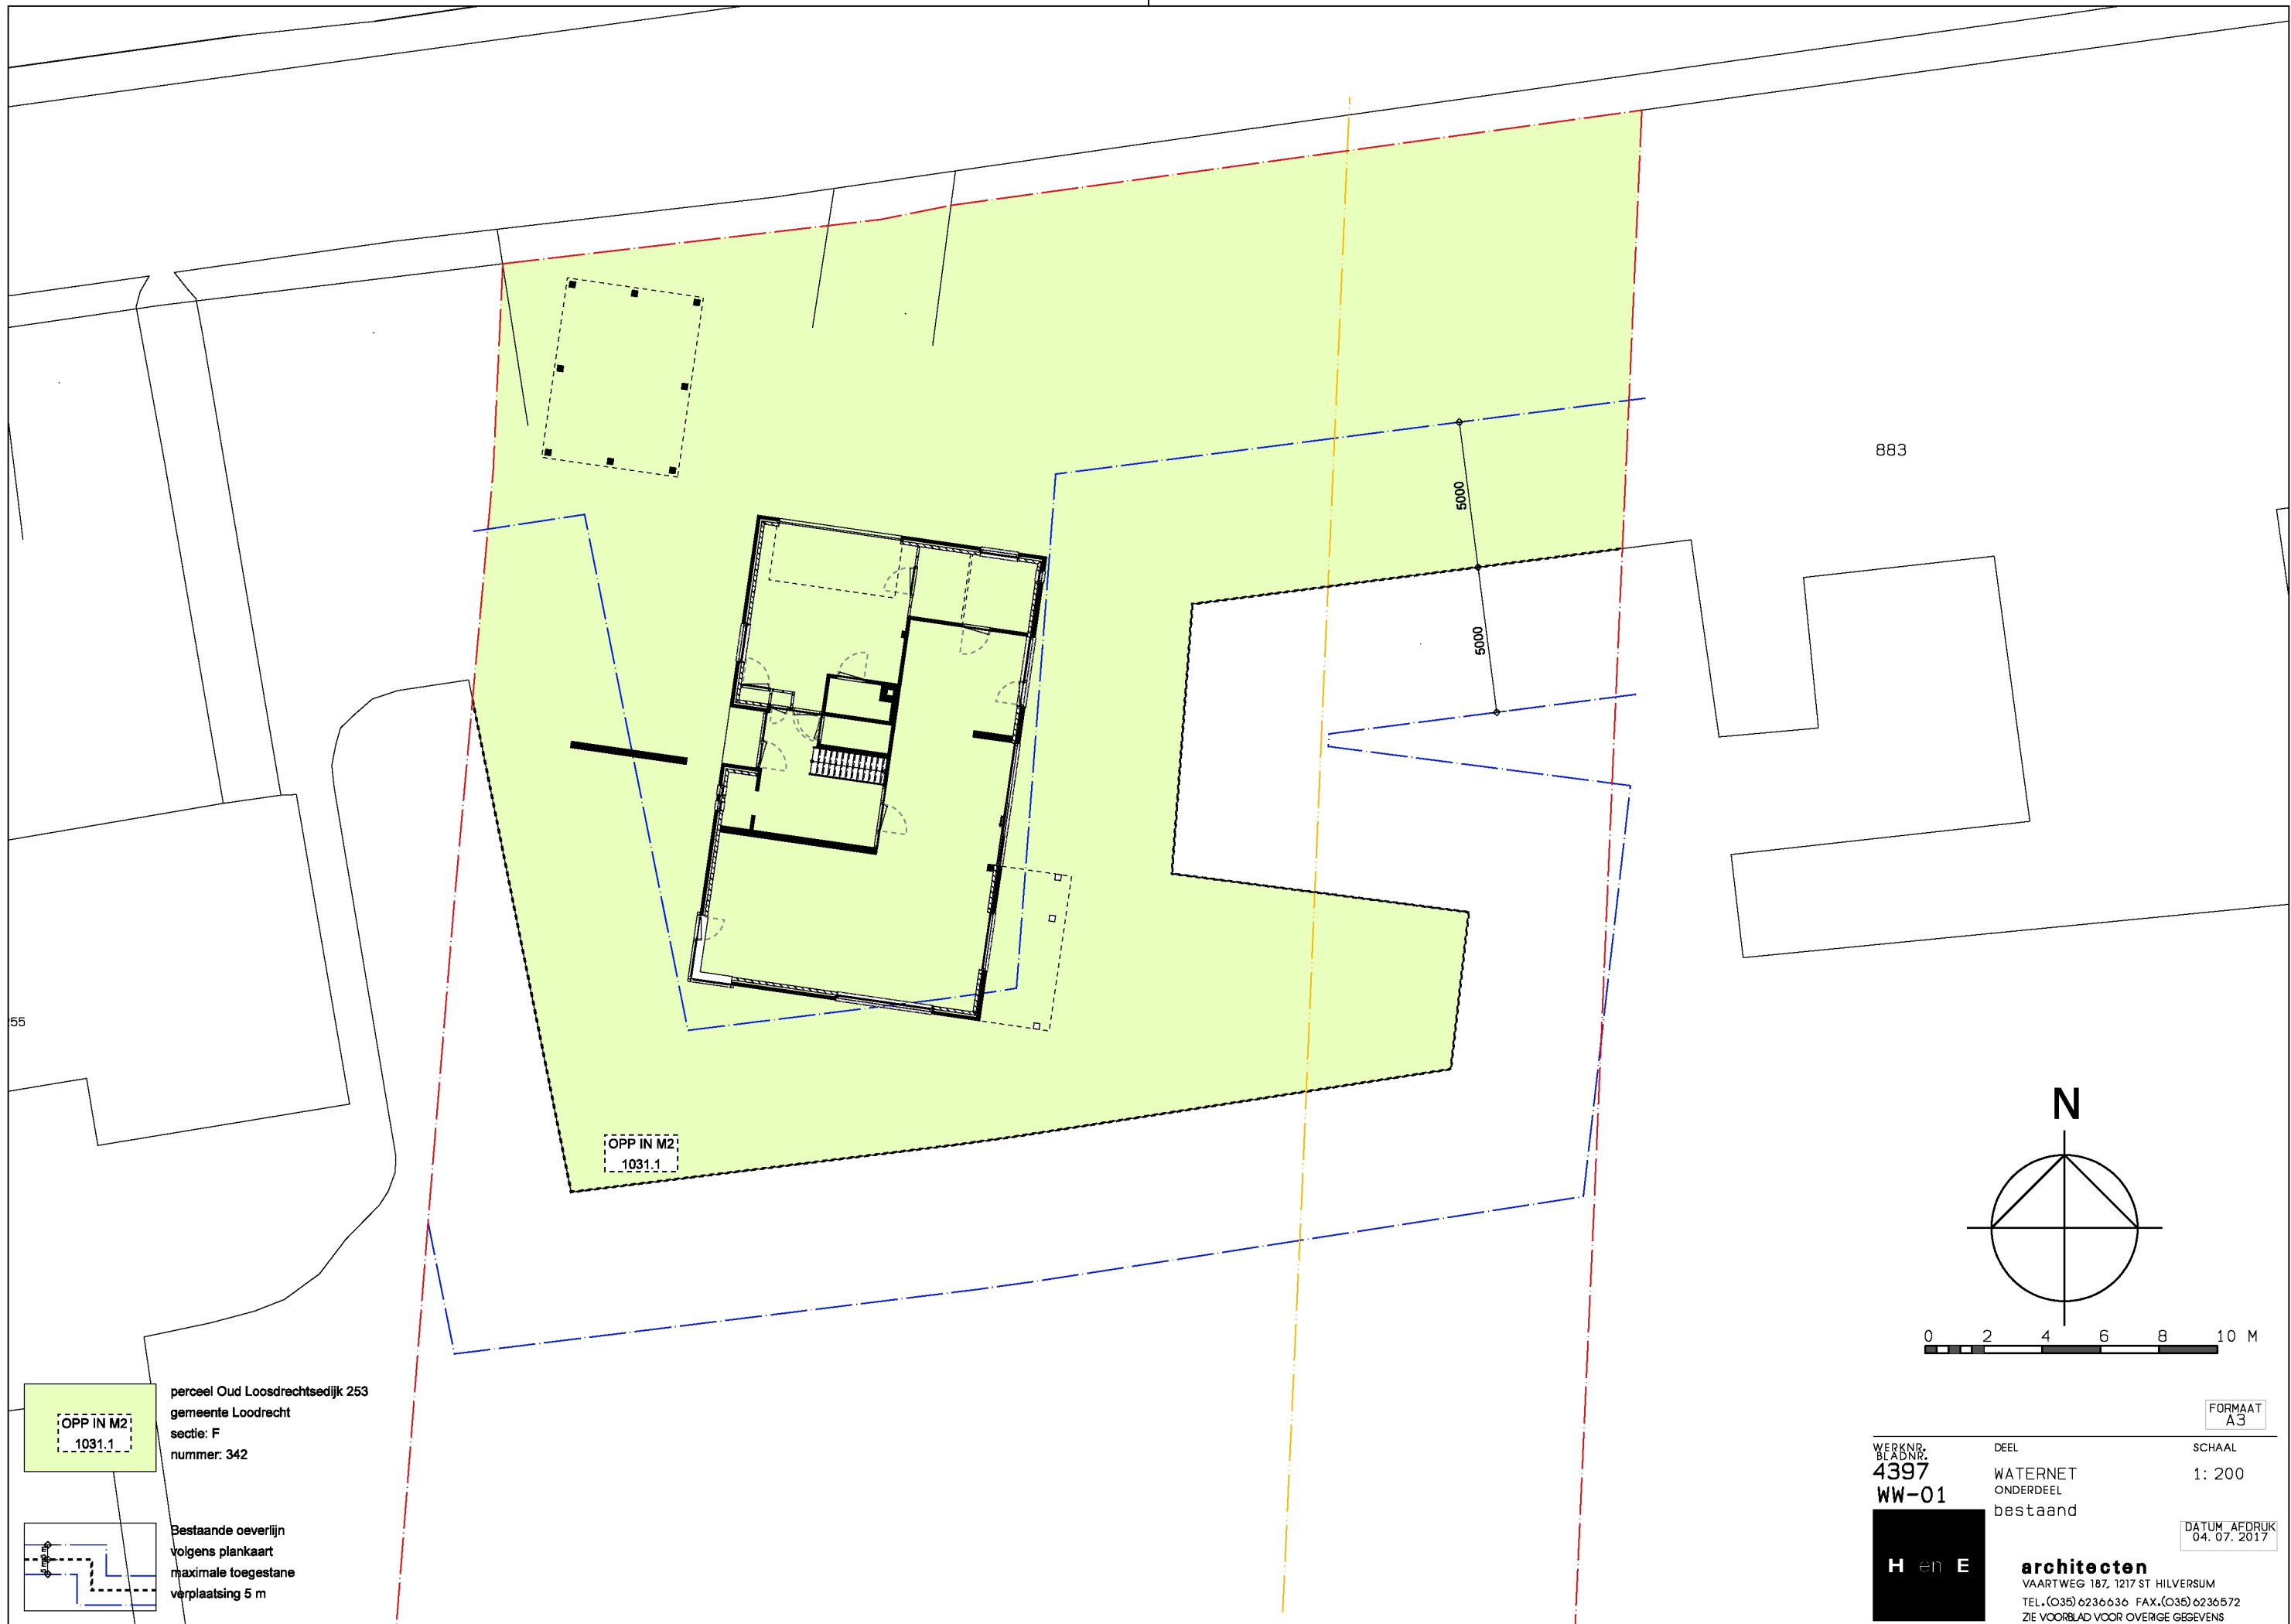 883
5000
5000
55
OPP IN M2
1031.1
N
0 2 4 6 8 10 M
OPP IN M2
1031.1
perceel Oud Loosdrechtsedijk 253
gemeente Loodrecht
sectie: F
nummer: 342
Bestaande oeverlijn
volgens plankaart
maximale toegestane
verplaatsing 5 m
FORMAAT
A3
WERKNR.
BLADNR.
4397
WW-01
DEEL
WATERNET
ONDERDEEL
bestaand
SCHAAL
1: 200
DATUM AFDRUK
04. 07. 2017
H en E
architecten
VAARTWEG 187, 1217 ST HILVERSUM
TEL.(035)6236636 FAX.(035)6236572
ZIE VOORBLAD VOOR OVERIGE GEGEVENS